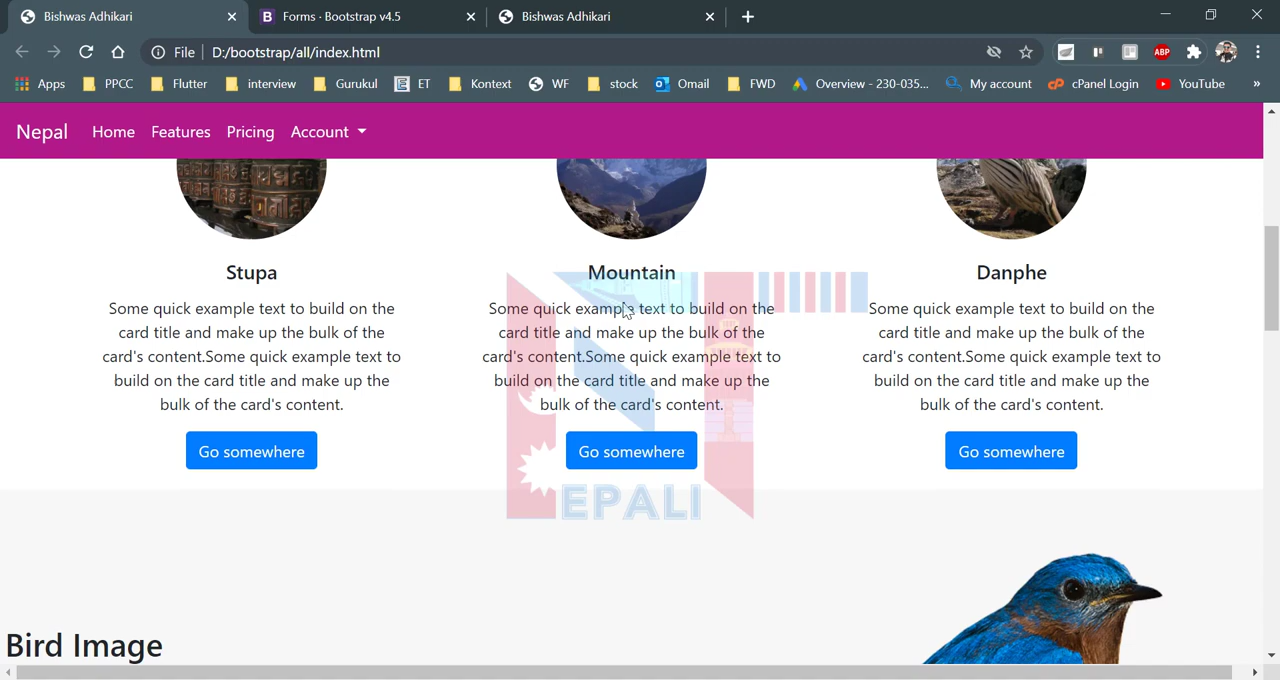 Bishwas Adhikari
Forms · Bootstrap v4.5
Bishwas Adhikari
File
D:/bootstrap/all/index.html
ABP
Apps
PPCC
Flutter
interview
Gurukul
ET
Kontext
WF
stock
Omail
FWD
Overview - 230-035...
My account
cPanel Login
YouTube
»
Nepal
Home
Features
Pricing
Account
Stupa
Some quick example text to build on the
card title and make up the bulk of the
card's content.Some quick example text to
build on the card title and make up the
bulk of the card's content.
Go somewhere
Mountain
Some quick example text to build on the
card title and make up the bulk of the
card's content.Some quick example text to
build on the card title and make up the
bulk of the card's content.
Go somewhere
Danphe
Some quick example text to build on the
card title and make up the bulk of the
card's content.Some quick example text to
build on the card title and make up the
bulk of the card's content.
Go somewhere
EPALI
Bird Image